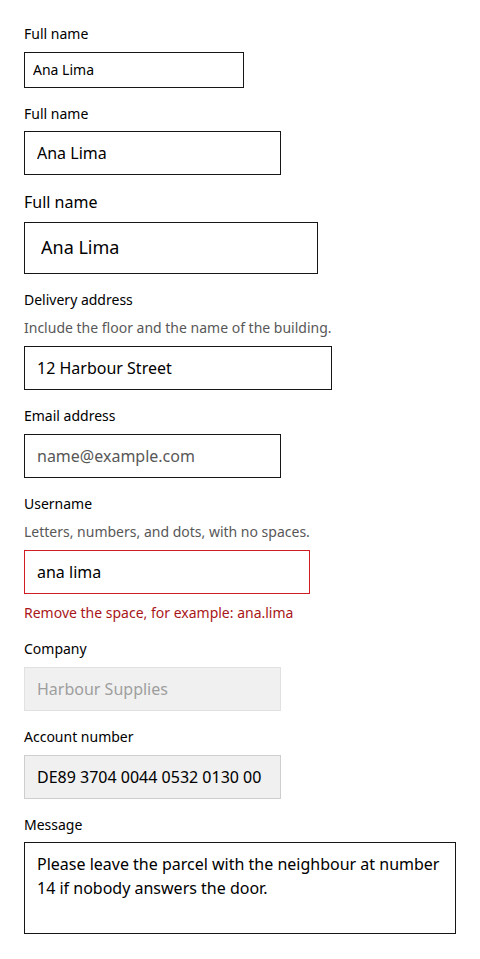 Full name
Ana Lima
Full name
Ana Lima
Full name
Ana Lima
Delivery address
Include the floor and the name of the building.
12 Harbour Street
Email address
name@example.com
Username
Letters, numbers, and dots, with no spaces.
ana lima
Remove the space, for example: ana.lima
Company
Harbour Supplies
Account number
DE89 3704 0044 0532 0130 00
Message
Please leave the parcel with the neighbour at number
14 if nobody answers the door.